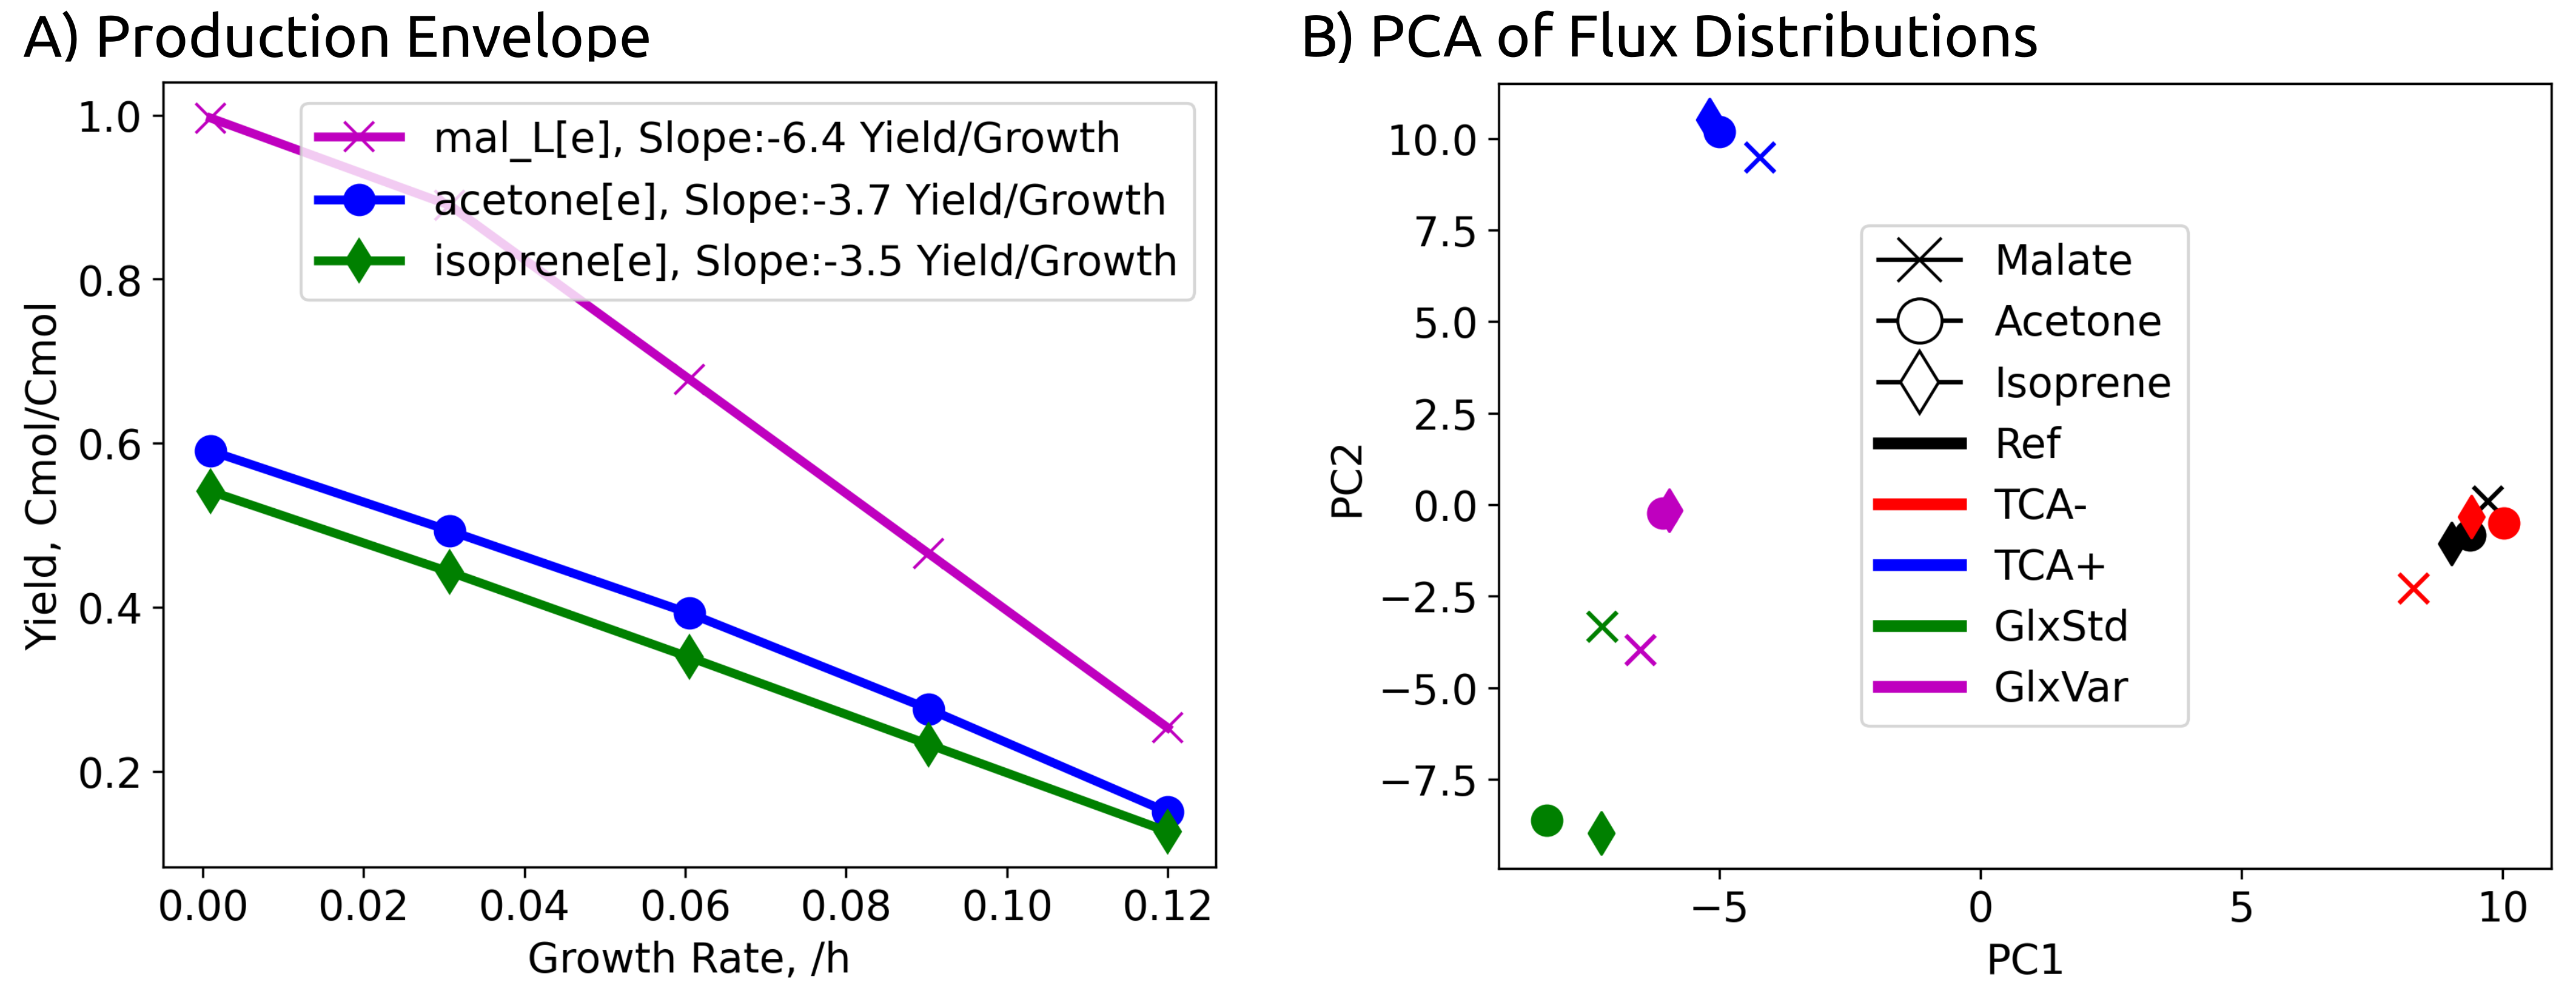 A) Production Envelope
1.0
0.8
0.6
0.4
0.2
Yield, Cmol/Cmol
mal_L[e], Slope:-6.4 Yield/Growth
acetone[e], Slope:-3.7 Yield/Growth
isoprene[e], Slope:-3.5 Yield/Growth
0.00 0.02 0.04 0.06 0.08 0.10 0.12
Growth Rate, /h
B) PCA of Flux Distributions
10.0
7.5
5.0
2.5
0.0
−2.5
−5.0
−7.5
PC2
Malate
Acetone
Isoprene
Ref
TCA-
TCA+
GlxStd
GlxVar
−5 0 5 10
PC1